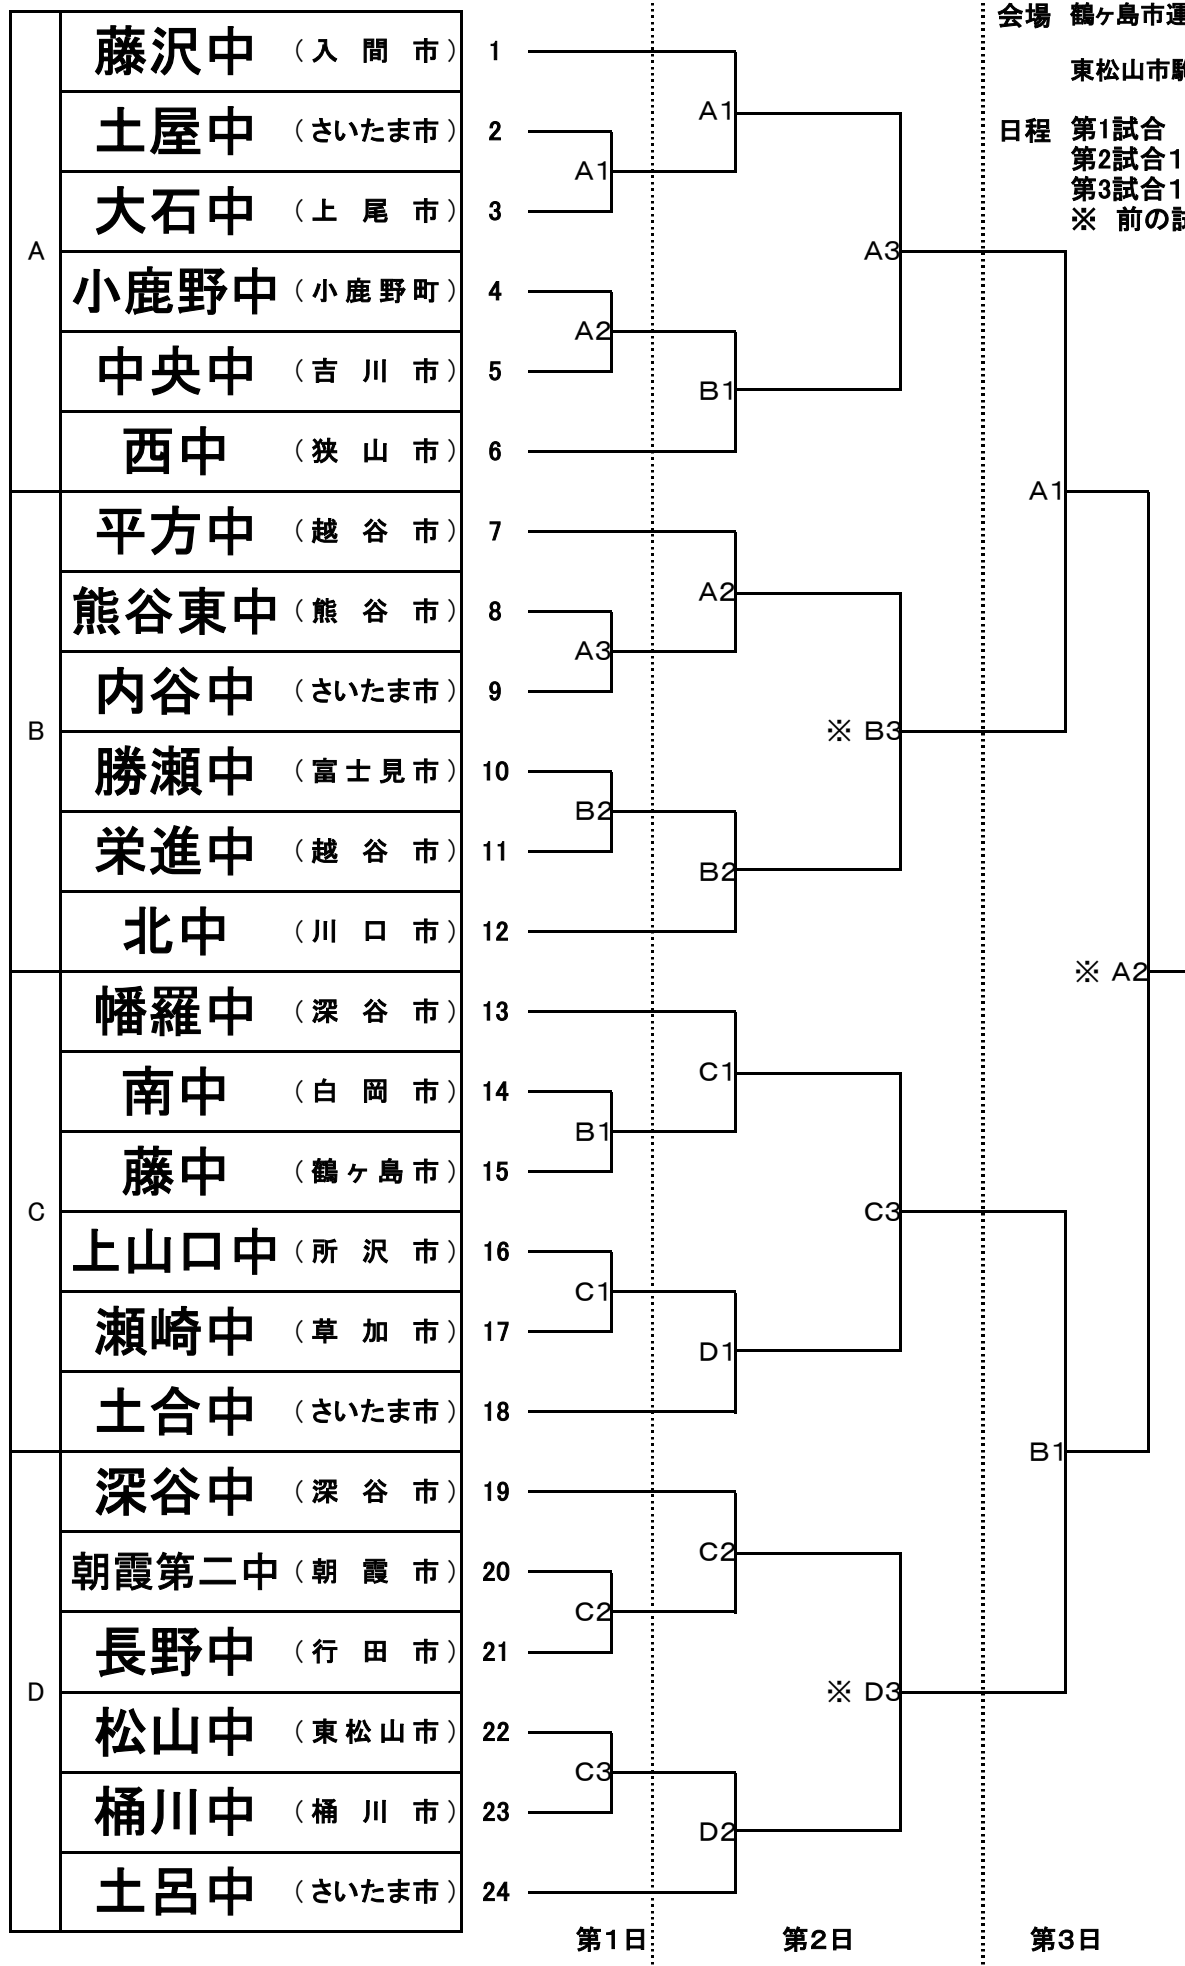 会場 鶴ヶ島市運
東松山市駒
日程 第1試合
第2試合1
第3試合1
※ 前の試
A
藤沢中 （入間市） 1
土屋中 （さいたま市） 2
大石中 （上尾市） 3
小鹿野中 （小鹿野町） 4
中央中 （吉川市） 5
西中 （狭山市） 6
B
平方中 （越谷市） 7
熊谷東中 （熊谷市） 8
内谷中 （さいたま市） 9
勝瀬中 （富士見市） 10
栄進中 （越谷市） 11
北中 （川口市） 12
C
幡羅中 （深谷市） 13
南中 （白岡市） 14
藤中 （鶴ヶ島市） 15
上山口中 （所沢市） 16
瀬崎中 （草加市） 17
土合中 （さいたま市） 18
D
深谷中 （深谷市） 19
朝霞第二中 （朝霞市） 20
長野中 （行田市） 21
松山中 （東松山市） 22
桶川中 （桶川市） 23
土呂中 （さいたま市） 24
A1
A2
A3
B2
B1
C1
C2
C3
A1
B1
A2
B2
C1
D1
C2
D2
A3
※ B3
C3
※ D3
A1
B1
※ A2
第1日 第2日 第3日